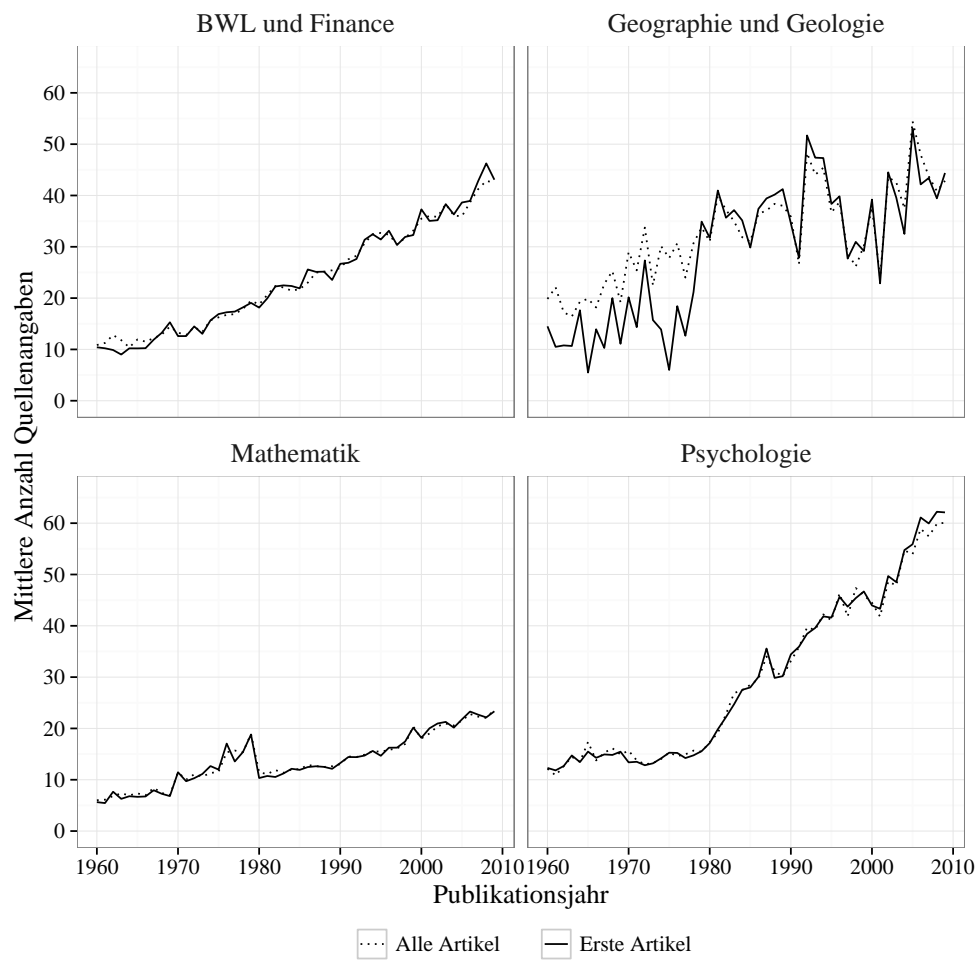 BWL und Finance
Geographie und Geologie
60
50
40
30
20
10
0
Mathematik
Psychologie
60
50
40
30
20
10
0
Mittlere Anzahl Quellenangaben
1960 1970 1980 1990 2000 2010
1960 1970 1980 1990 2000 2010
Publikationsjahr
Alle Artikel
Erste Artikel